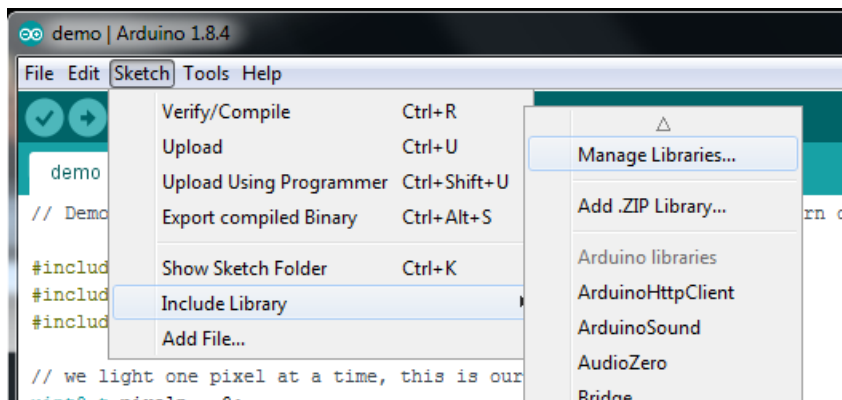 demo | Arduino 1.8.4
File Edit Sketch Tools Help
demo
Verify/Compile Ctrl+R
Upload Ctrl+U
Upload Using Programmer Ctrl+Shift+U
Export compiled Binary Ctrl+Alt+S
Show Sketch Folder Ctrl+K
Include Library
Add File...
Manage Libraries...
Add .ZIP Library...
Arduino libraries
ArduinoHttpClient
ArduinoSound
AudioZero
Bridge
// Demo
rn
#includ
#includ
#includ
// we light one pixel at a time, this is our